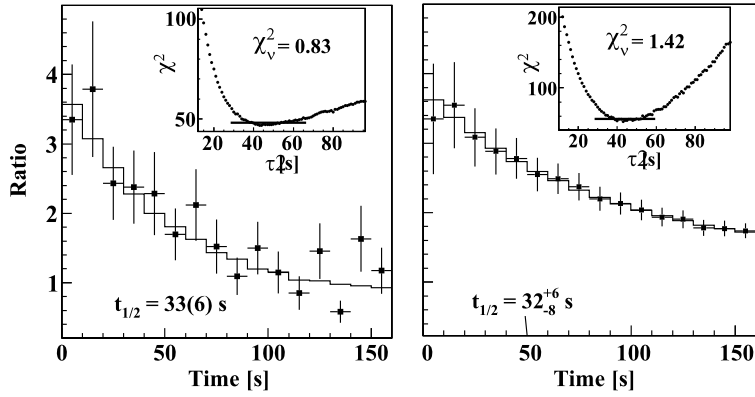 100
χ²
50
χ²ν = 0.83
20 40 60 80
τ₂[s]
4
3
2
1
Ratio
t1/2 = 33(6) s
0 50 100 150
Time [s]
200
χ²
100
χ²ν = 1.42
20 40 60 80
τ₂[s]
t1/2 = 32+6-8 s
0 50 100 150
Time [s]